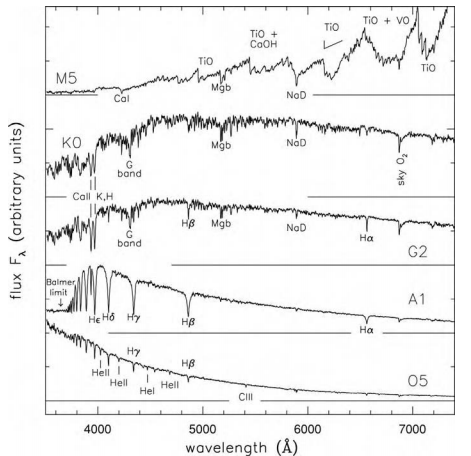 TiO + VO
TiO
TiO +
CaOH
TiO
TiO
M5
CaI
Mgb
NaD
K0
G
band
Mgb
NaD
sky O₂
CaII K,H
G
band
Hβ
Mgb
NaD
Hα
G2
Balmer
limit
Hε
Hδ
Hγ
Hβ
Hα
A1
Hγ
Hβ
O5
HeII
HeII
HeI
HeII
CIII
flux Fλ (arbitrary units)
4000
5000
6000
7000
wavelength (Å)